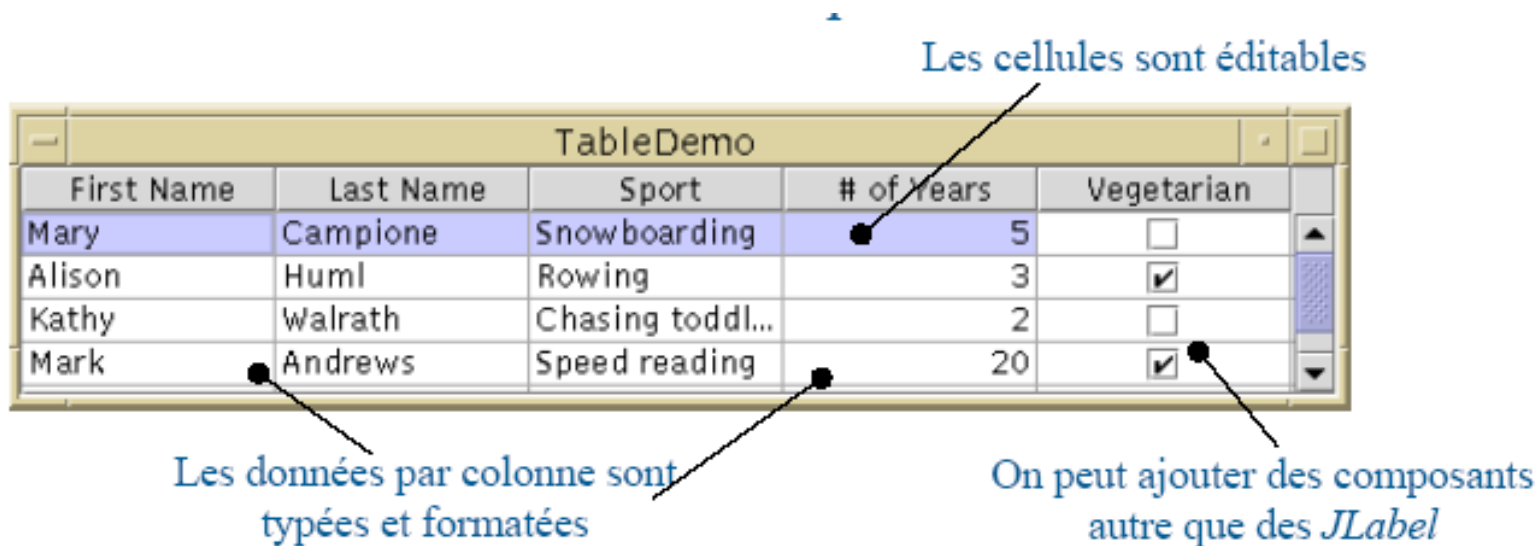 Les cellules sont éditables
TableDemo
First Name Last Name Sport # of Years Vegetarian
Mary Campione Snowboarding 5
Alison Huml Rowing 3
Kathy Walrath Chasing toddl... 2
Mark Andrews Speed reading 20
Les données par colonne sont
typées et formatées
On peut ajouter des composants
autre que des JLabel